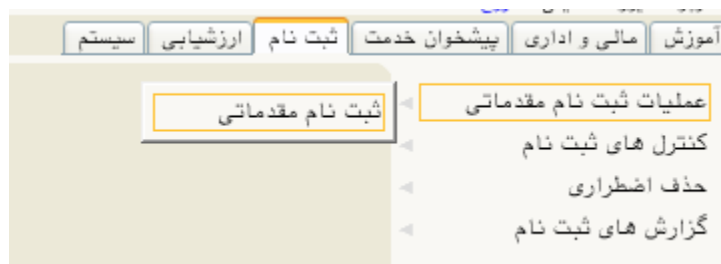 آموزش مالی و اداری پیشخوان خدمت ثبت نام ارزشیابی سیستم
عملیات ثبت نام مقدماتی
ثبت نام مقدماتی
کنترل های ثبت نام
حذف اضطراری
گزارش های ثبت نام